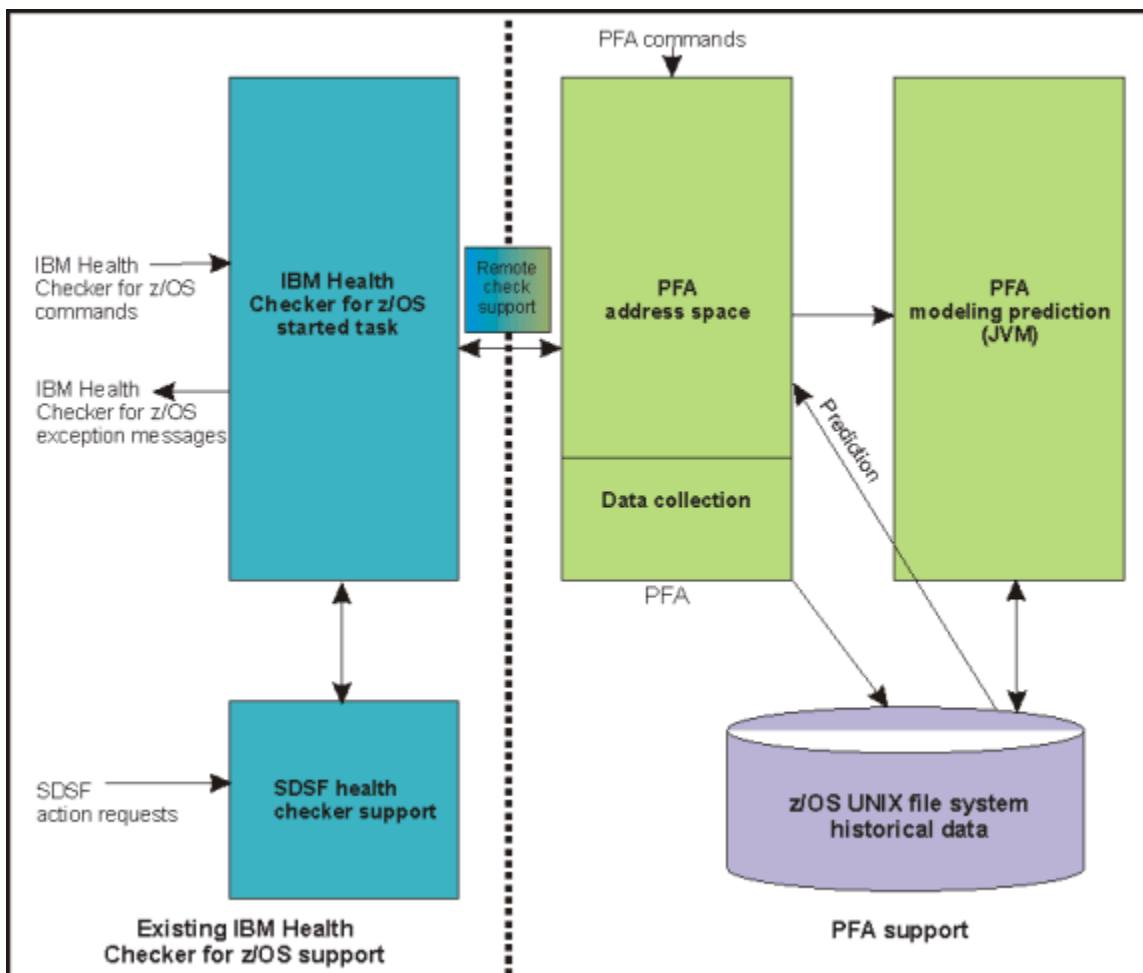 PFA commands
IBM Health
Checker for z/OS
commands
IBM Health
Checker for z/OS
started task
Remote
check
support
PFA
address space
PFA
modeling prediction
(JVM)
IBM Health
Checker for z/OS
exception messages
Prediction
Data collection
PFA
SDSF
action requests
SDSF health
checker support
z/OS UNIX file system
historical data
Existing IBM Health
Checker for z/OS support
PFA support